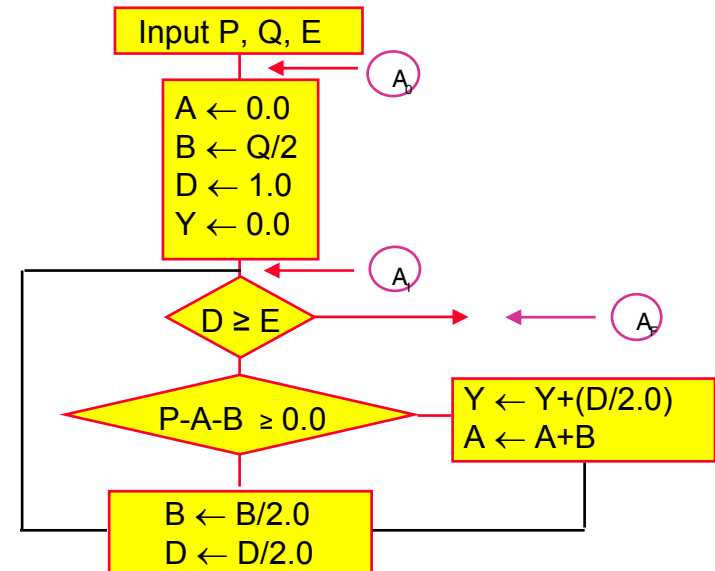 Input P, Q, E
A₀
A ← 0.0
B ← Q/2
D ← 1.0
Y ← 0.0
A₁
D ≥ E
A_F
P-A-B ≥ 0.0
Y ← Y+(D/2.0)
A ← A+B
B ← B/2.0
D ← D/2.0